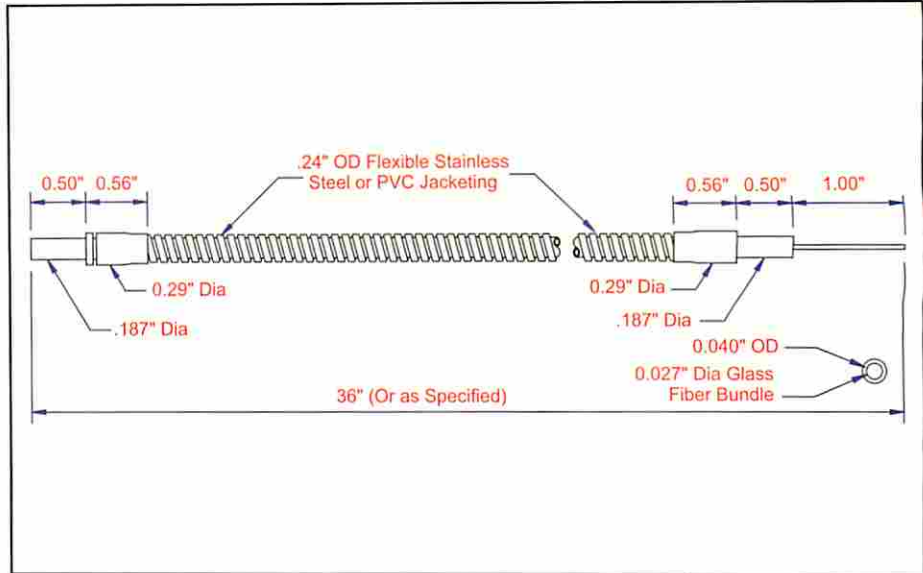 .24" OD Flexible Stainless
Steel or PVC Jacketing
0.50"
0.56"
0.56"
0.50"
1.00"
0.29" Dia
0.29" Dia
.187" Dia
.187" Dia
0.040" OD
0.027" Dia Glass
Fiber Bundle
36" (Or as Specified)